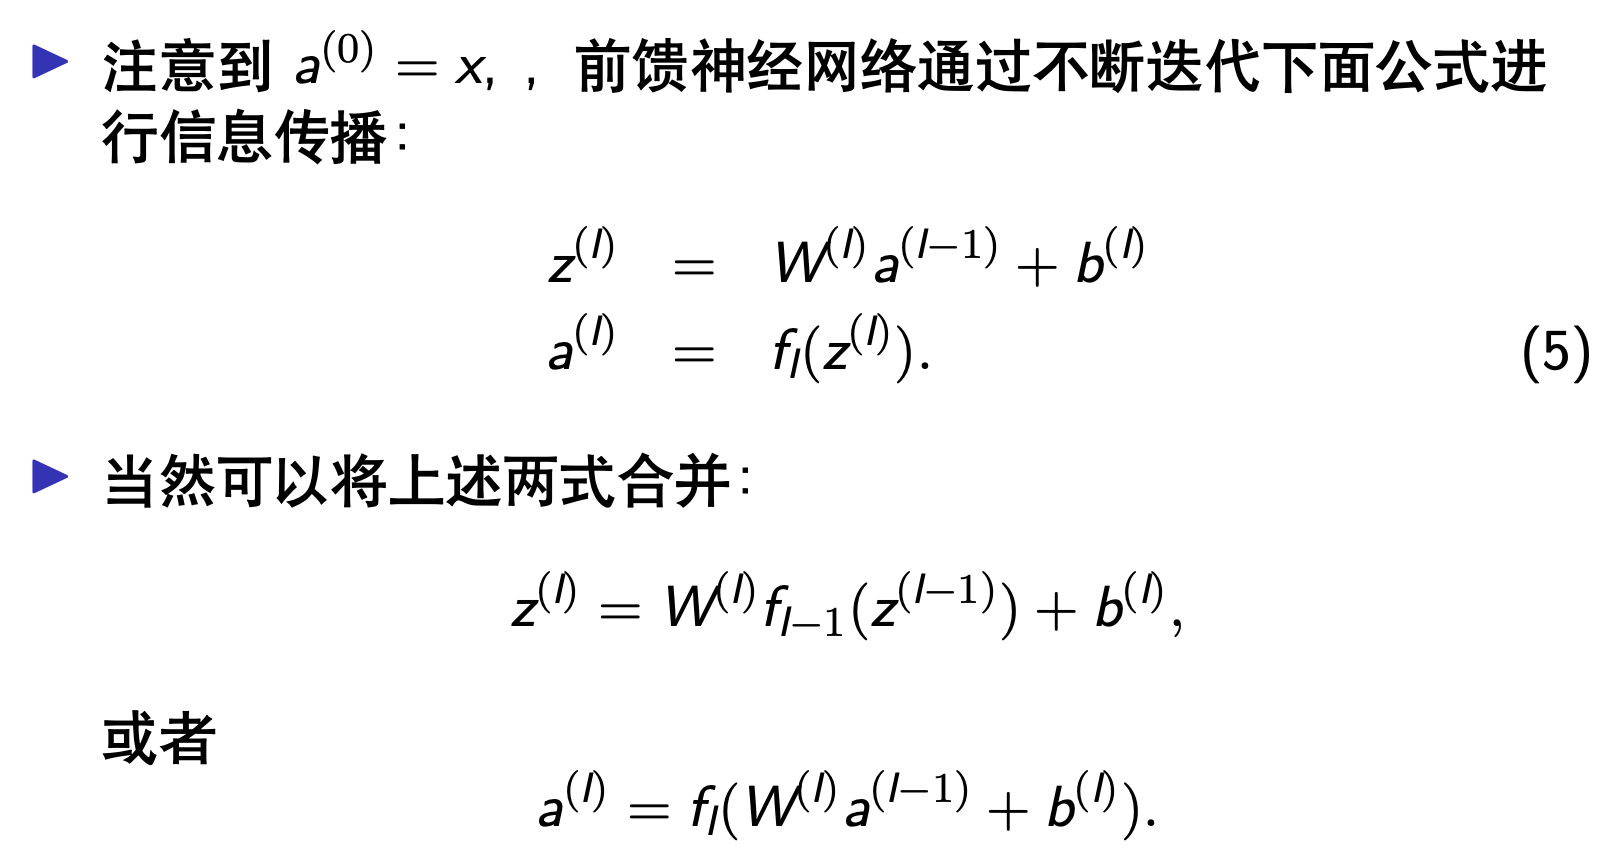 ▶ 注意到 a^{(0)} = x, , 前馈神经网络通过不断迭代下面公式进
行信息传播:
z^{(l)} = W^{(l)} a^{(l-1)} + b^{(l)}
a^{(l)} = f_l(z^{(l)}). (5)
▶ 当然可以将上述两式合并:
z^{(l)} = W^{(l)} f_{l-1}(z^{(l-1)}) + b^{(l)},
或者
a^{(l)} = f_l(W^{(l)} a^{(l-1)} + b^{(l)}).